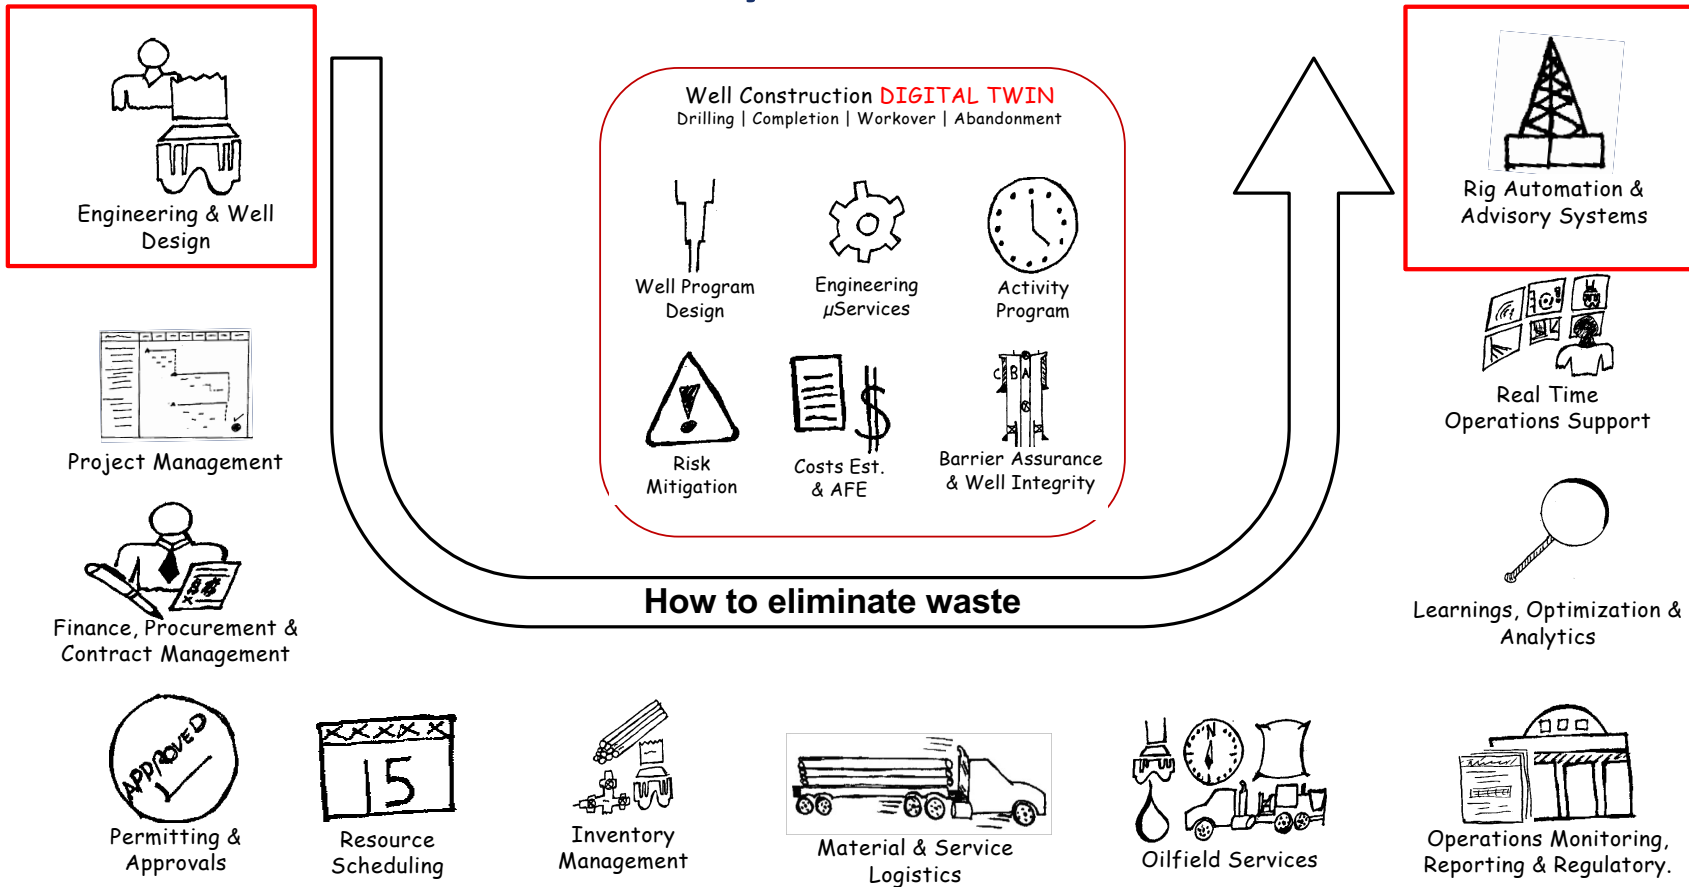 Well Construction DIGITAL TWIN
Drilling | Completion | Workover | Abandonment
Engineering & Well
Design
Rig Automation &
Advisory Systems
Well Program
Design
Engineering
µServices
Activity
Program
C B A
Risk
Mitigation
Costs Est.
& AFE
$
Barrier Assurance
& Well Integrity
Project Management
Real Time
Operations Support
How to eliminate waste
Finance, Procurement &
Contract Management
Learnings, Optimization &
Analytics
APPROVED
Permitting &
Approvals
X X X X X
15
Resource
Scheduling
Inventory
Management
Material & Service
Logistics
N
Oilfield Services
Operations Monitoring,
Reporting & Regulatory.